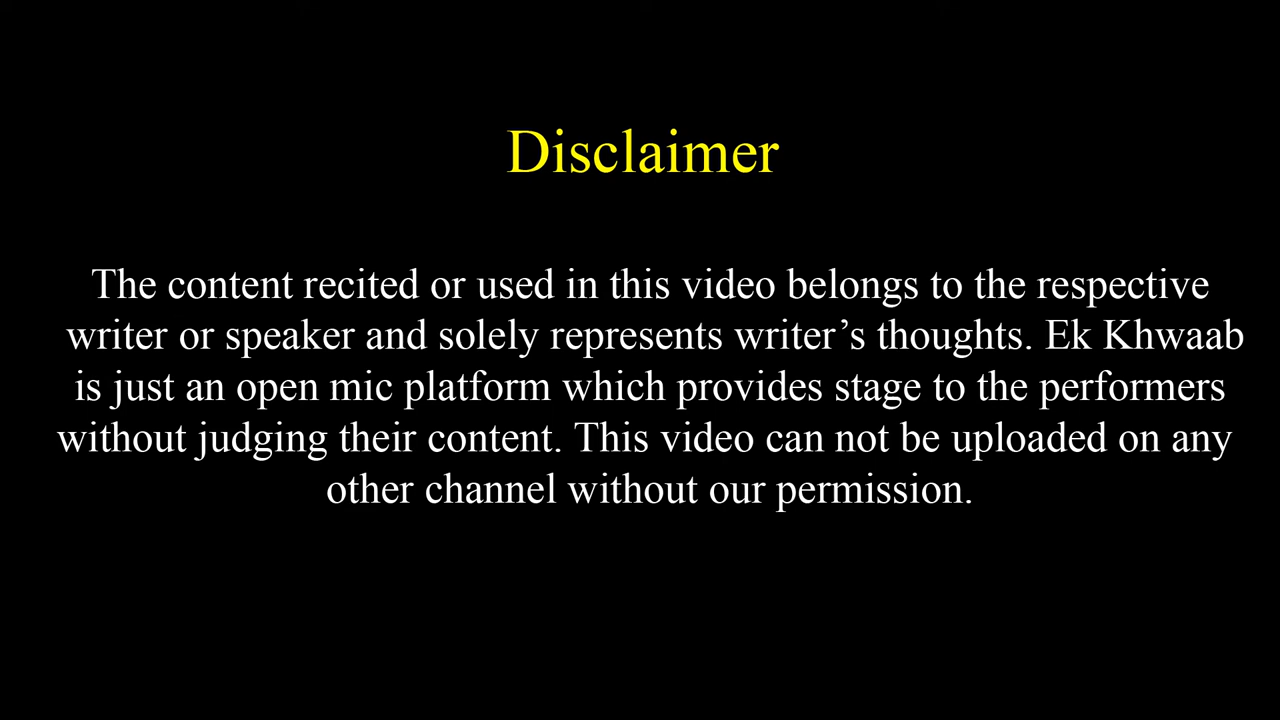 Disclaimer
The content recited or used in this video belongs to the respective
writer or speaker and solely represents writer’s thoughts. Ek Khwaab
is just an open mic platform which provides stage to the performers
without judging their content. This video can not be uploaded on any
other channel without our permission.